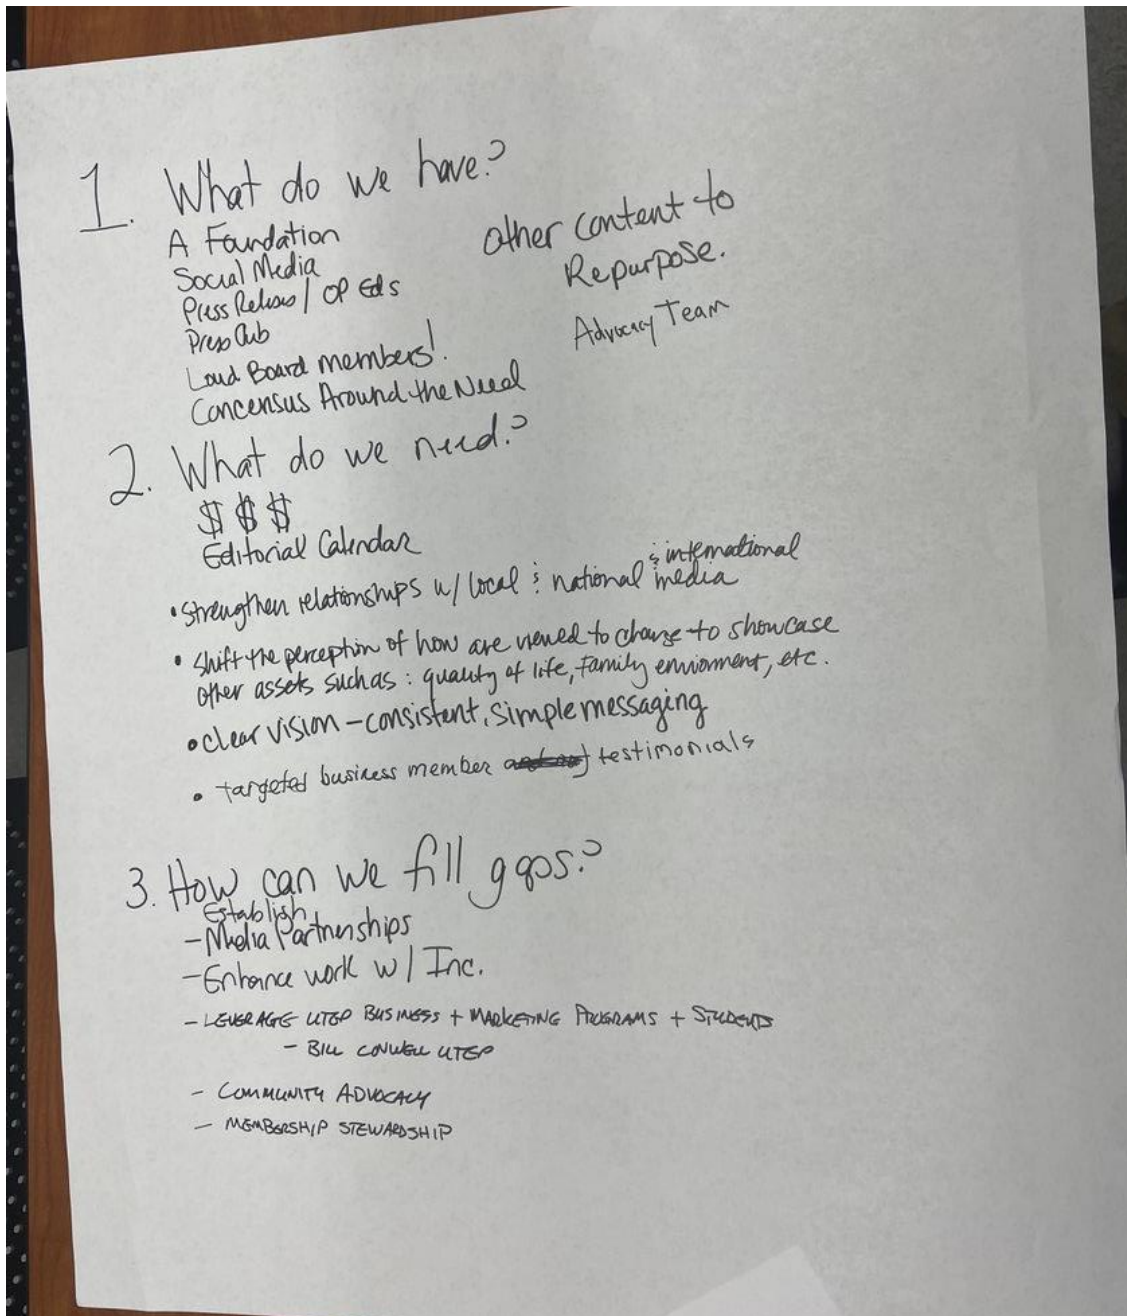 1. What do we have?
A Foundation
Social Media
Press Releases / OP Eds
Press Club
Loud Board members!
Concensus Around the Need
other content to
Repurpose.
Advocacy Team
2. What do we need?
$ $ $
Editorial Calendar
& international
• Strengthen relationships w/ local & national media
• Shift the perception of how are viewed to change to showcase
other assets such as: quality of life, family enviorment, etc.
• clear vision - consistent, simple messaging
• targeted business member testimonials
3. How can we fill gaps?
Establish
- Media Partnerships
- Enhance work w/ Inc.
- LEVERAGE UTEP BUSINESS + MARKETING PROGRAMS + STUDENTS
- BILL CONWELL UTEP
- COMMUNITY ADVOCACY
- MEMBERSHIP STEWARDSHIP